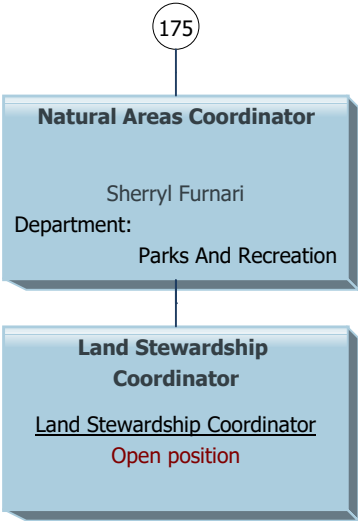 175
Natural Areas Coordinator
Sherryl Furnari
Department:
Parks And Recreation
Land Stewardship
Coordinator
Land Stewardship Coordinator
Open position